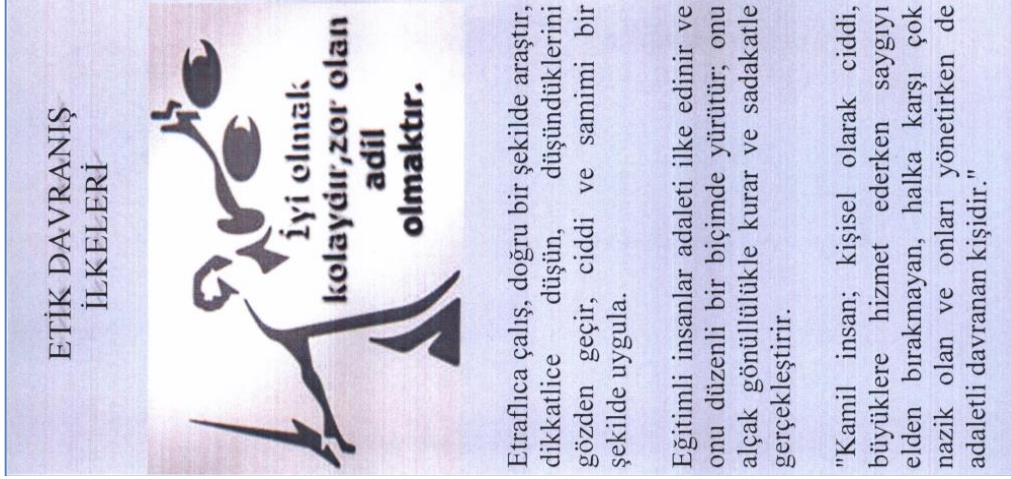 ETİK DAVRANIŞ
İLKELERİ
İyi olmak
kolaydır,zor olan
adil
olmaktır.
Etraflıca çalış, doğru bir şekilde araştır,
dikkatlice düşün, düşündüklerini
gözden geçir, ciddi ve samimi bir
şekilde uygula.
Eğitimli insanlar adaleti ilke edinir ve
onu düzenli bir biçimde yürütür; onu
alçak gönüllülükle kurar ve sadakatle
gerçekleştirir.
"Kamil insan; kişisel olarak ciddi,
büyüklere hizmet ederken saygıyı
elden bırakmayan, halka karşı çok
nazik olan ve onları yönetirken de
adaletli davranan kişidir."